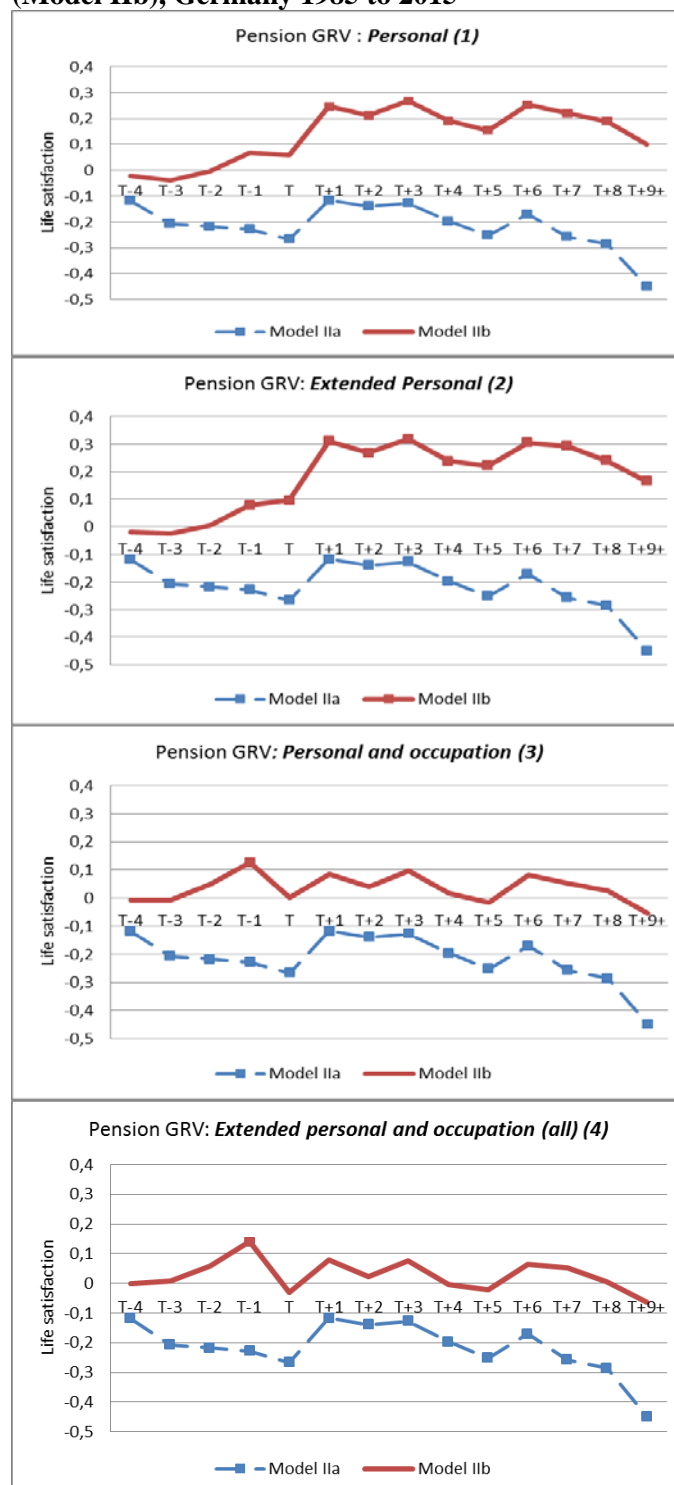 (Model IIb), Germany 1985 to 2015
Pension GRV : Personal (1)
0,4
0,3
0,2
0,1
0
-0,1
-0,2
-0,3
-0,4
-0,5
Life satisfaction
T-4 T-3 T-2 T-1 T T+1 T+2 T+3 T+4 T+5 T+6 T+7 T+8 T+9+
Model IIa Model IIb
Pension GRV: Extended Personal (2)
0,4
0,3
0,2
0,1
0
-0,1
-0,2
-0,3
-0,4
-0,5
Life satisfaction
T-4 T-3 T-2 T-1 T T+1 T+2 T+3 T+4 T+5 T+6 T+7 T+8 T+9+
Model IIa Model IIb
Pension GRV: Personal and occupation (3)
0,4
0,3
0,2
0,1
0
-0,1
-0,2
-0,3
-0,4
-0,5
Life satisfaction
T-4 T-3 T-2 T-1 T T+1 T+2 T+3 T+4 T+5 T+6 T+7 T+8 T+9+
Model IIa Model IIb
Pension GRV: Extended personal and occupation (all) (4)
0,4
0,3
0,2
0,1
0
-0,1
-0,2
-0,3
-0,4
-0,5
Life satisfaction
T-4 T-3 T-2 T-1 T T+1 T+2 T+3 T+4 T+5 T+6 T+7 T+8 T+9+
Model IIa Model IIb